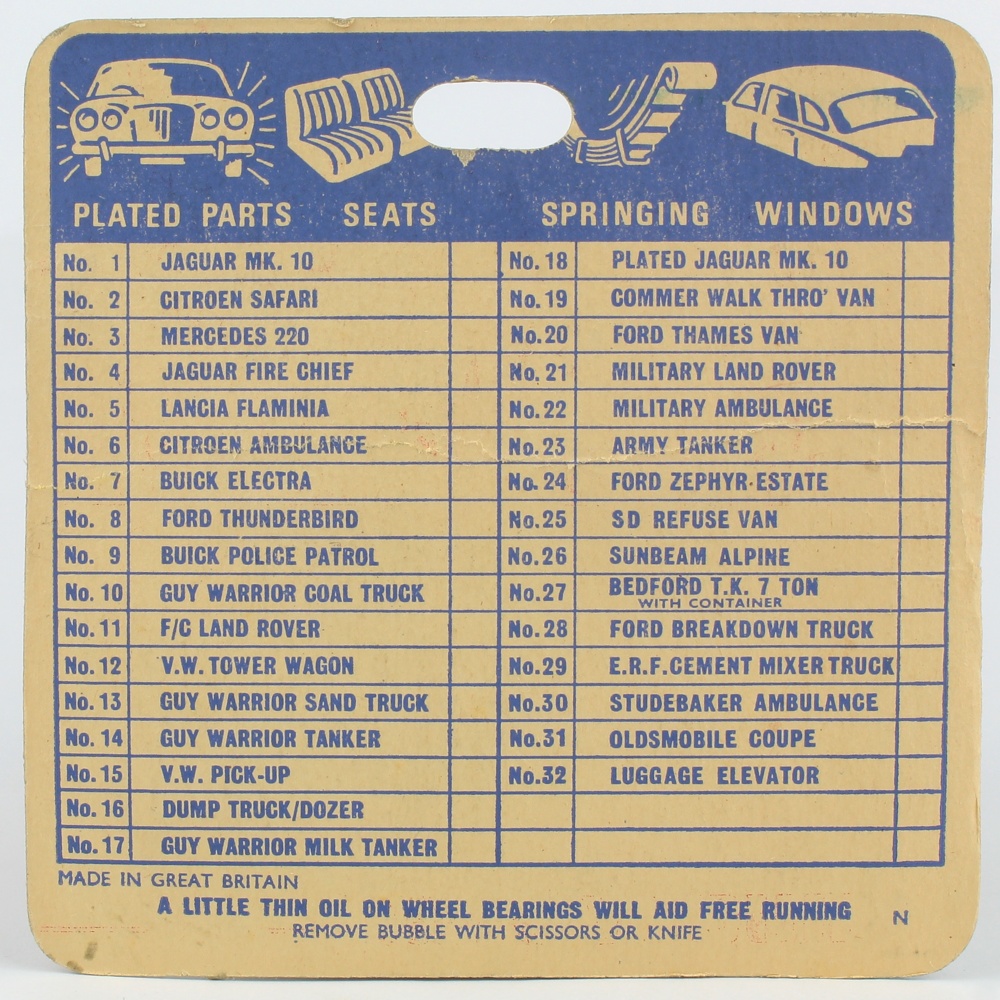 PLATED PARTS SEATS SPRINGING WINDOWS
No. 1 JAGUAR MK. 10
No. 2 CITROEN SAFARI
No. 3 MERCEDES 220
No. 4 JAGUAR FIRE CHIEF
No. 5 LANCIA FLAMINIA
No. 6 CITROEN AMBULANCE
No. 7 BUICK ELECTRA
No. 8 FORD THUNDERBIRD
No. 9 BUICK POLICE PATROL
No. 10 GUY WARRIOR COAL TRUCK
No. 11 F/C LAND ROVER
No. 12 V.W. TOWER WAGON
No. 13 GUY WARRIOR SAND TRUCK
No. 14 GUY WARRIOR TANKER
No. 15 V.W. PICK-UP
No. 16 DUMP TRUCK/DOZER
No. 17 GUY WARRIOR MILK TANKER
No. 18 PLATED JAGUAR MK. 10
No. 19 COMMER WALK THRO' VAN
No. 20 FORD THAMES VAN
No. 21 MILITARY LAND ROVER
No. 22 MILITARY AMBULANCE
No. 23 ARMY TANKER
No. 24 FORD ZEPHYR·ESTATE
No. 25 SD REFUSE VAN
No. 26 SUNBEAM ALPINE
No. 27 BEDFORD T.K. 7 TON
WITH CONTAINER
No. 28 FORD BREAKDOWN TRUCK
No. 29 E.R.F. CEMENT MIXER TRUCK
No. 30 STUDEBAKER AMBULANCE
No. 31 OLDSMOBILE COUPE
No. 32 LUGGAGE ELEVATOR
MADE IN GREAT BRITAIN
A LITTLE THIN OIL ON WHEEL BEARINGS WILL AID FREE RUNNING N
REMOVE BUBBLE WITH SCISSORS OR KNIFE